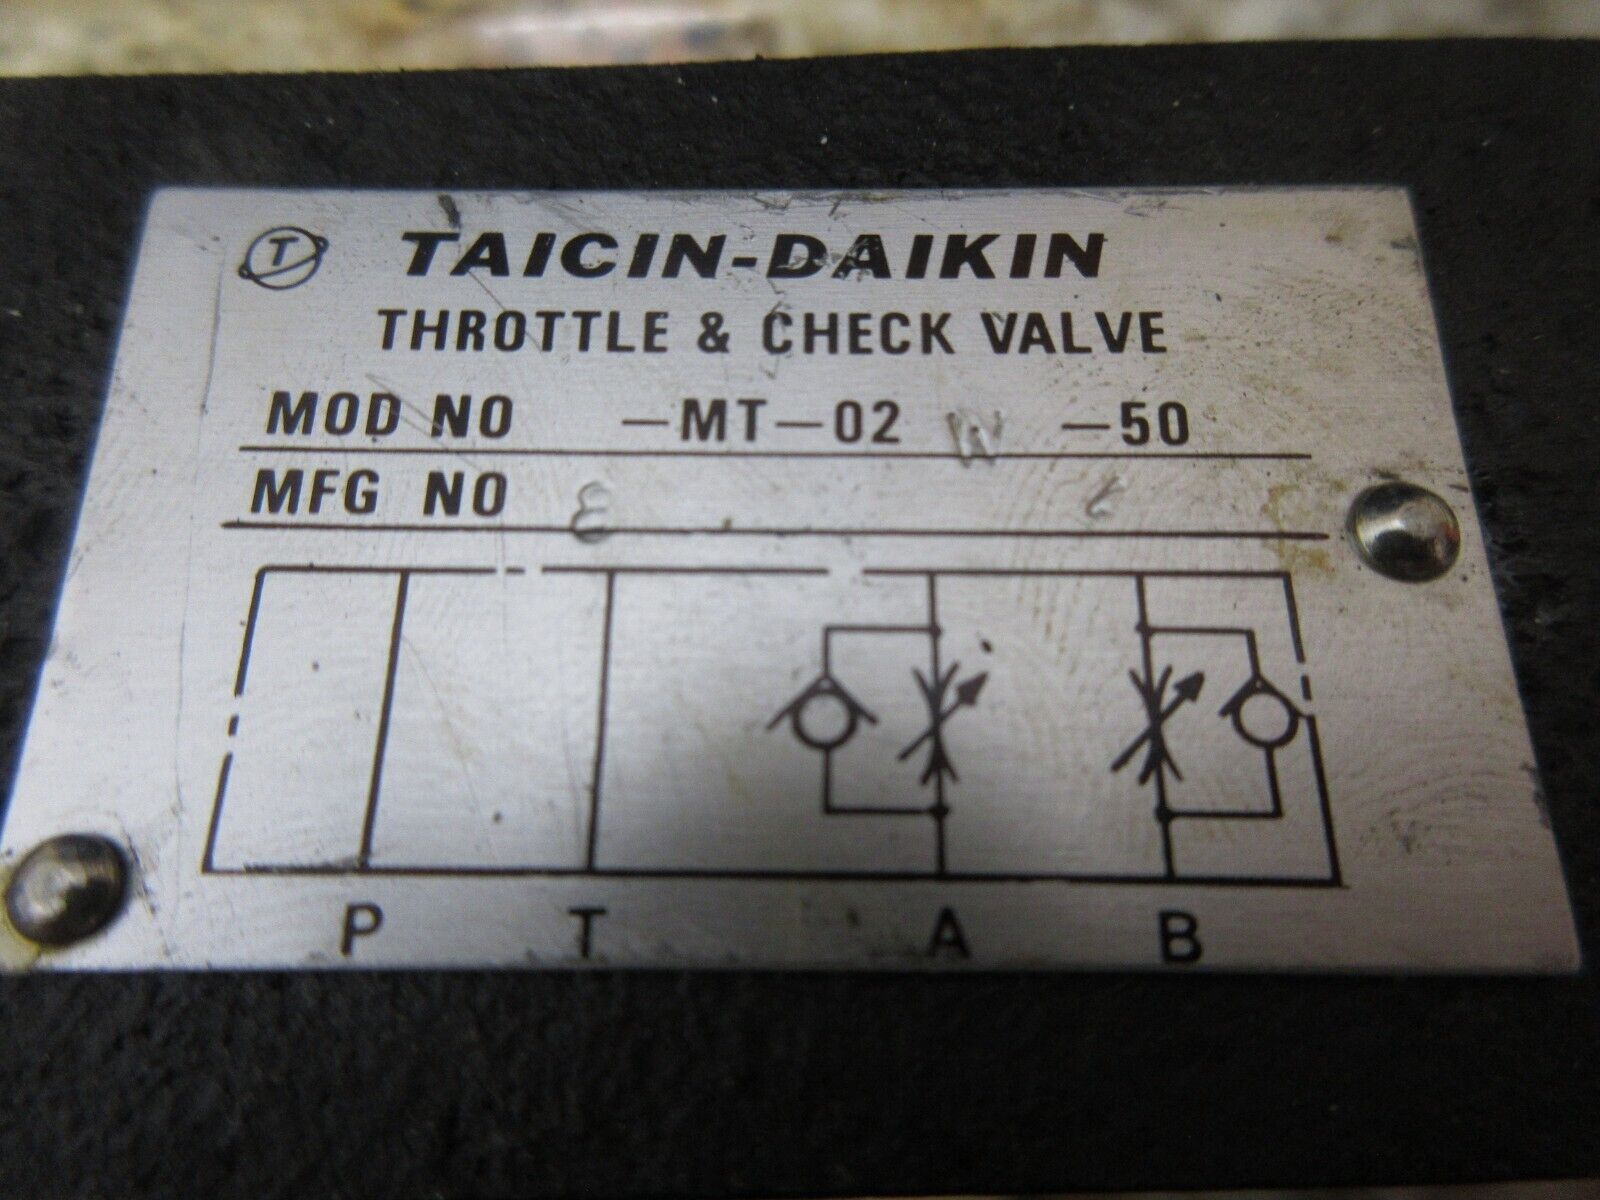 T TAICIN-DAIKIN
THROTTLE & CHECK VALVE
MOD NO -MT-02 W -50
MFG NO
P T A B